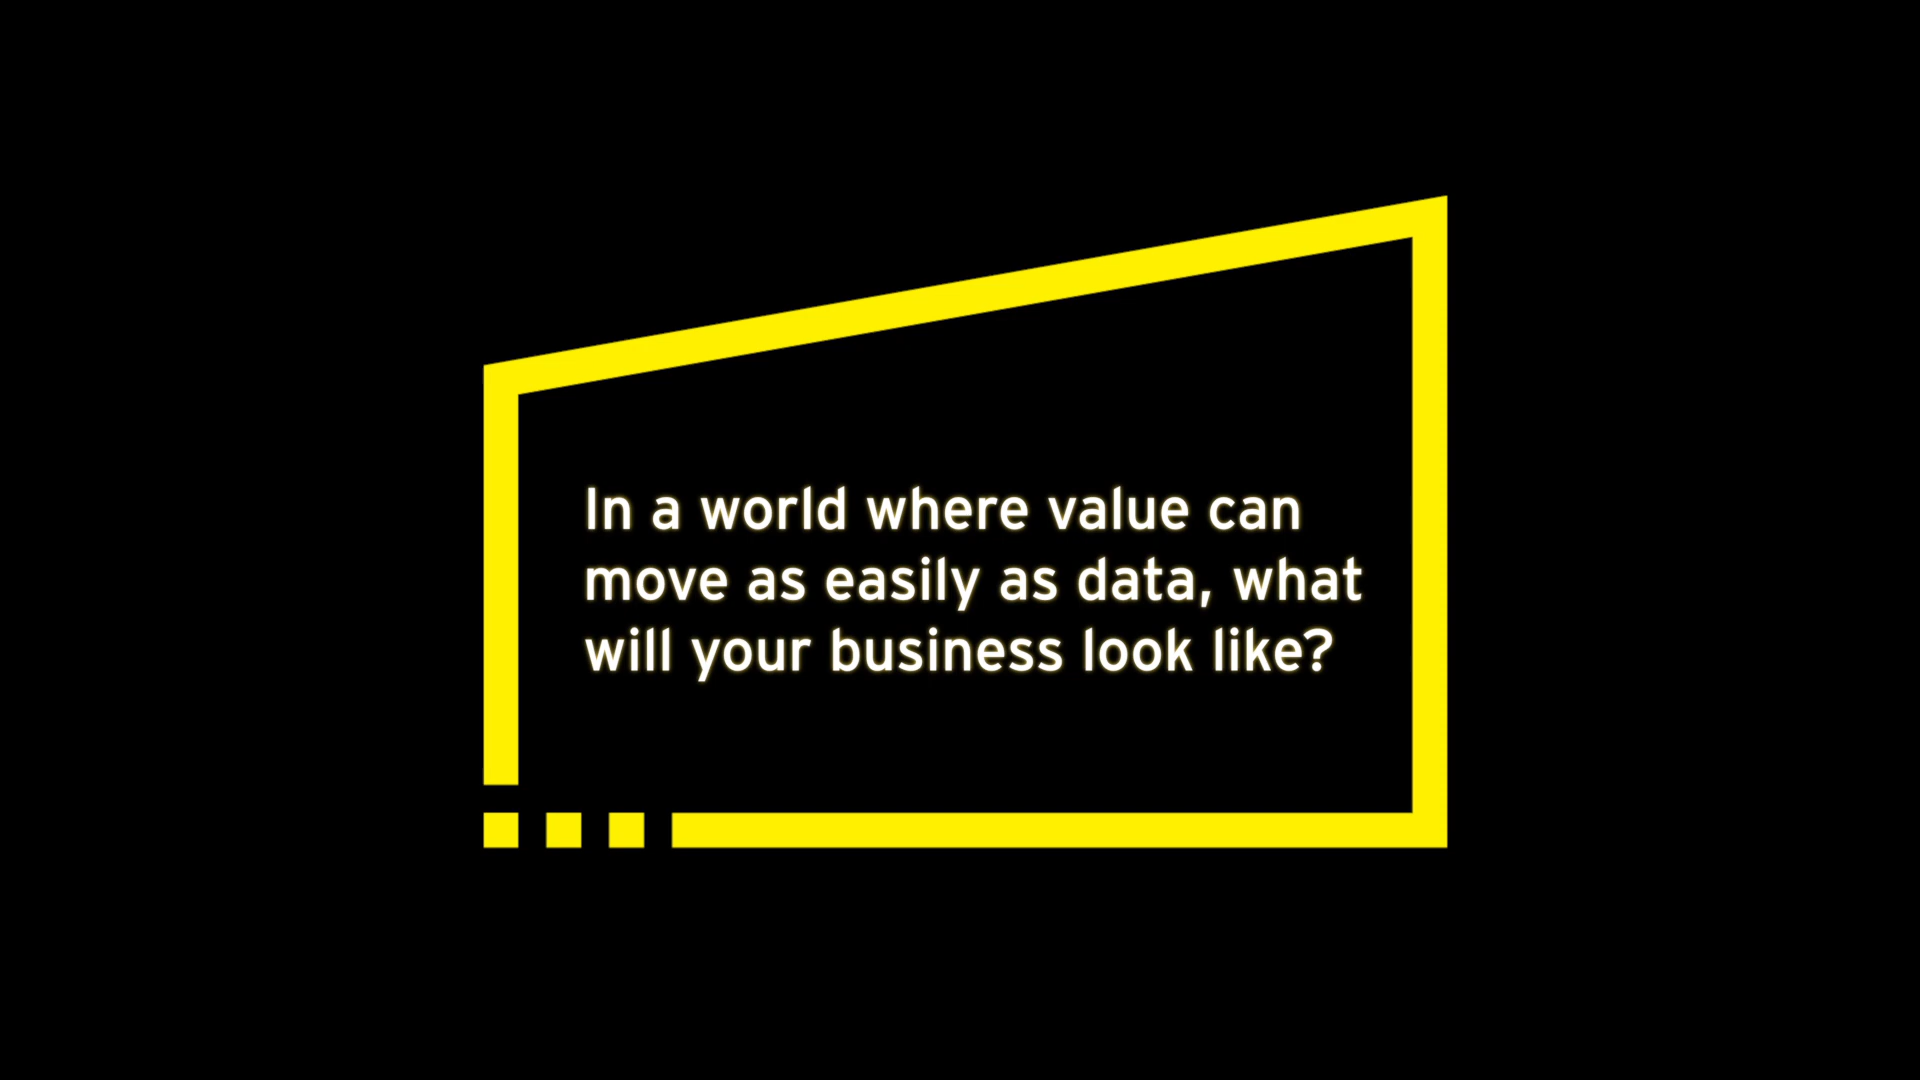 In a world where value can
move as easily as data, what
will your business look like?